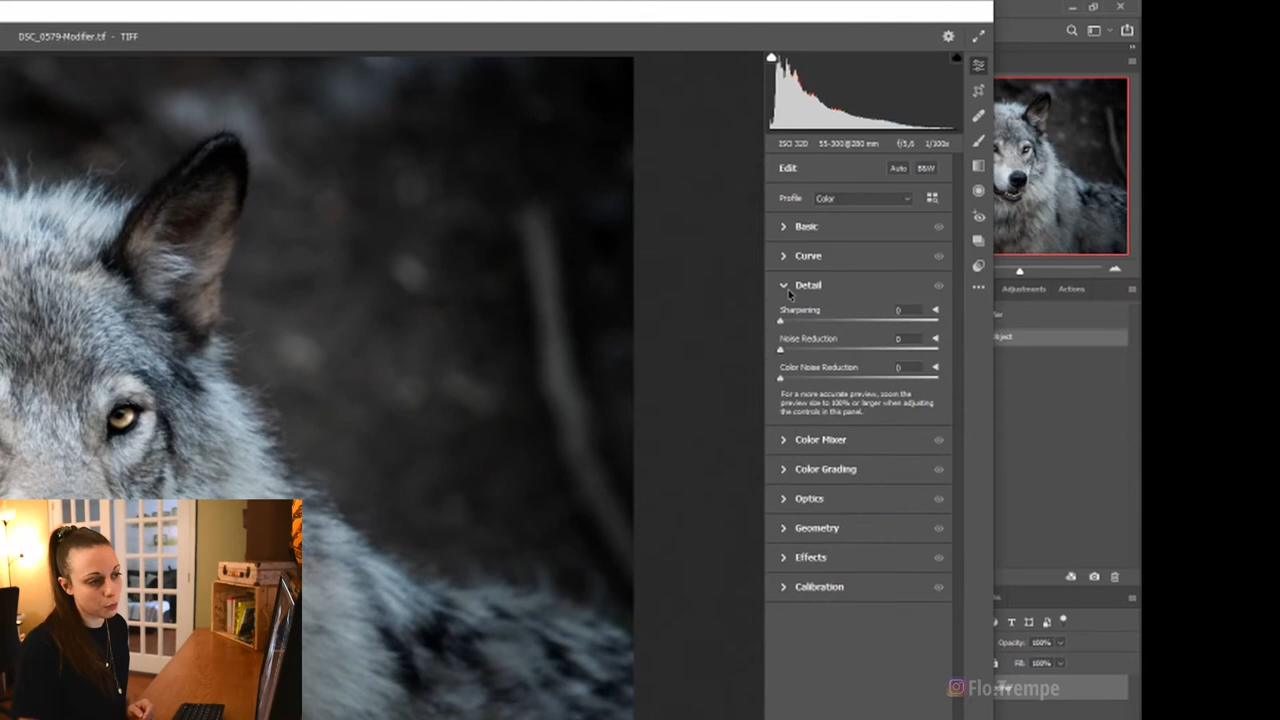 DSC_0579-Modifier.tif - TIFF
ISO 320 55-300@280 mm f/5,6 1/100s
Edit Auto B&W
Profile Color
Basic
Curve
Detail
Sharpening 0
Noise Reduction 0
Color Noise Reduction 0
For a more accurate preview, zoom the
preview size to 100% or larger when adjusting
the controls in this panel.
Color Mixer
Color Grading
Optics
Geometry
Effects
Calibration
Adjustments Actions
Opacity: 100%
Fill: 100%
Flo.Trempe